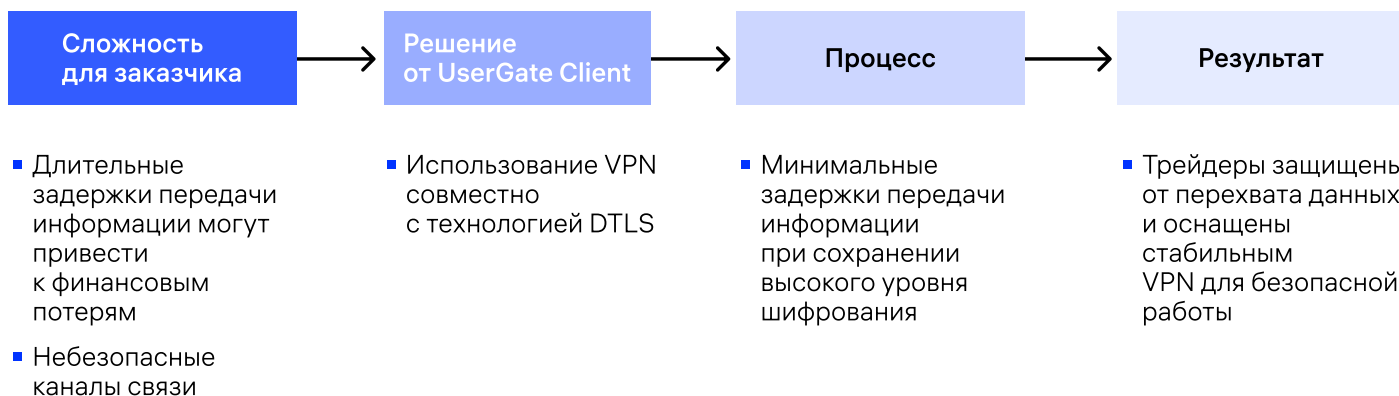 Сложность
для заказчика
Решение
от UserGate Client
Процесс
Результат
Длительные
задержки передачи
информации могут
привести
к финансовым
потерям
Небезопасные
каналы связи
Использование VPN
совместно
с технологией DTLS
Минимальные
задержки передачи
информации
при сохранении
высокого уровня
шифрования
Трейдеры защищены
от перехвата данных
и оснащены
стабильным
VPN для безопасной
работы